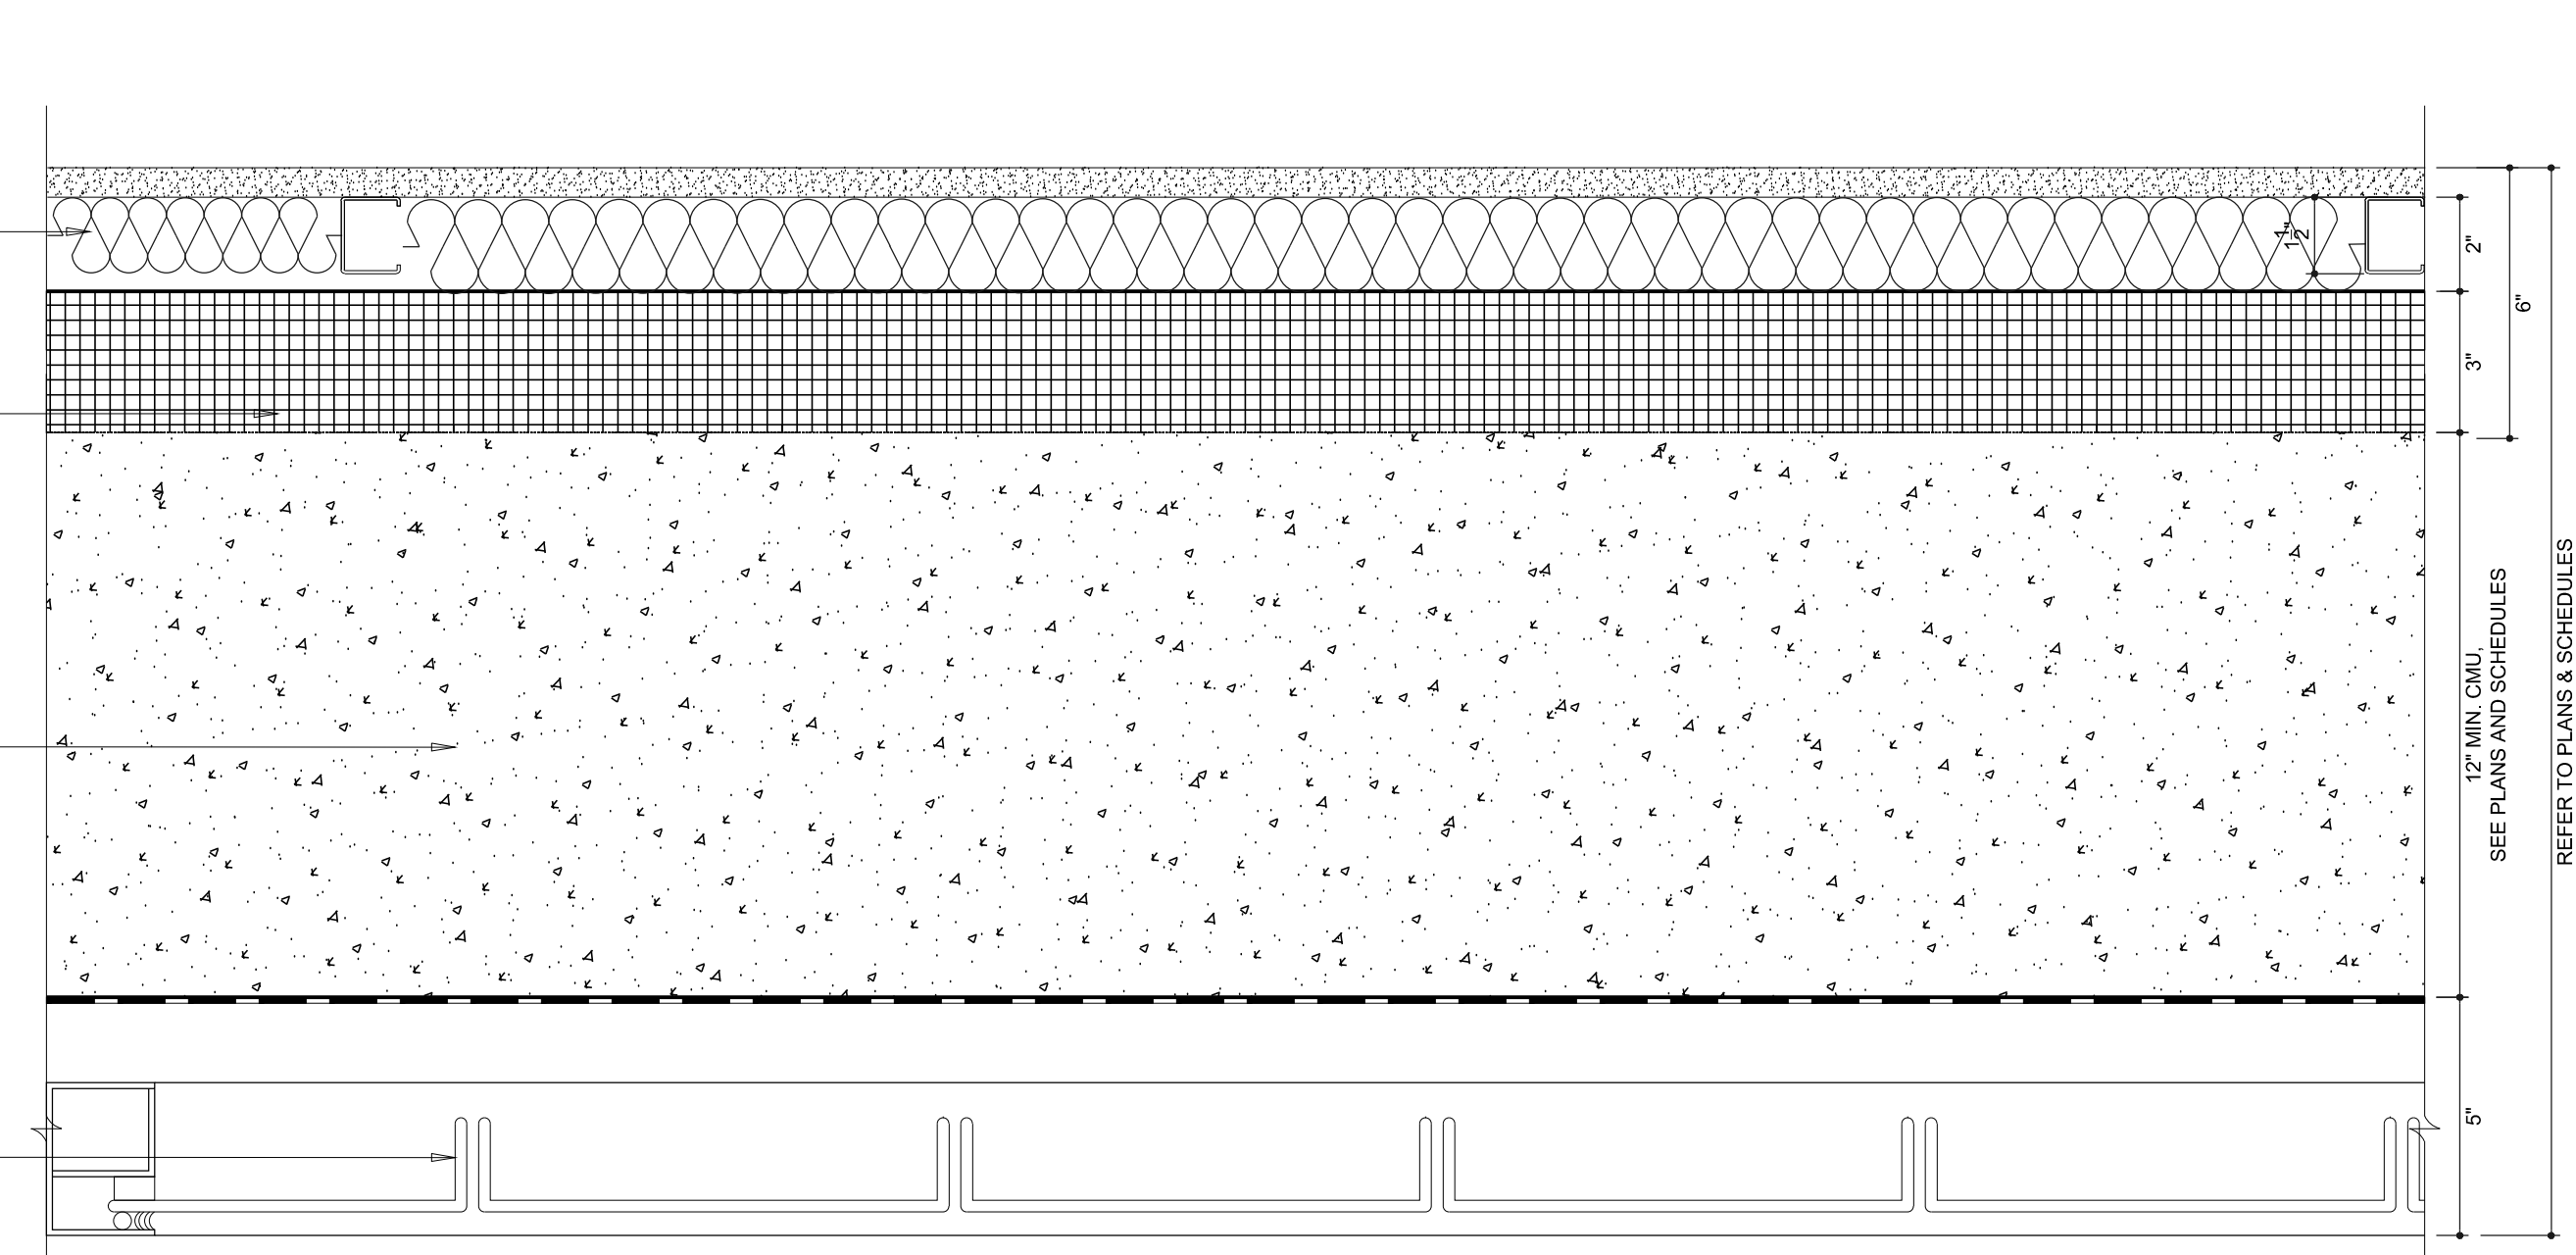 1
1 2
2"
3"
6"
12" MIN. CMU,
SEE PLANS AND SCHEDULES
REFER TO PLANS & SCHEDULES
5"